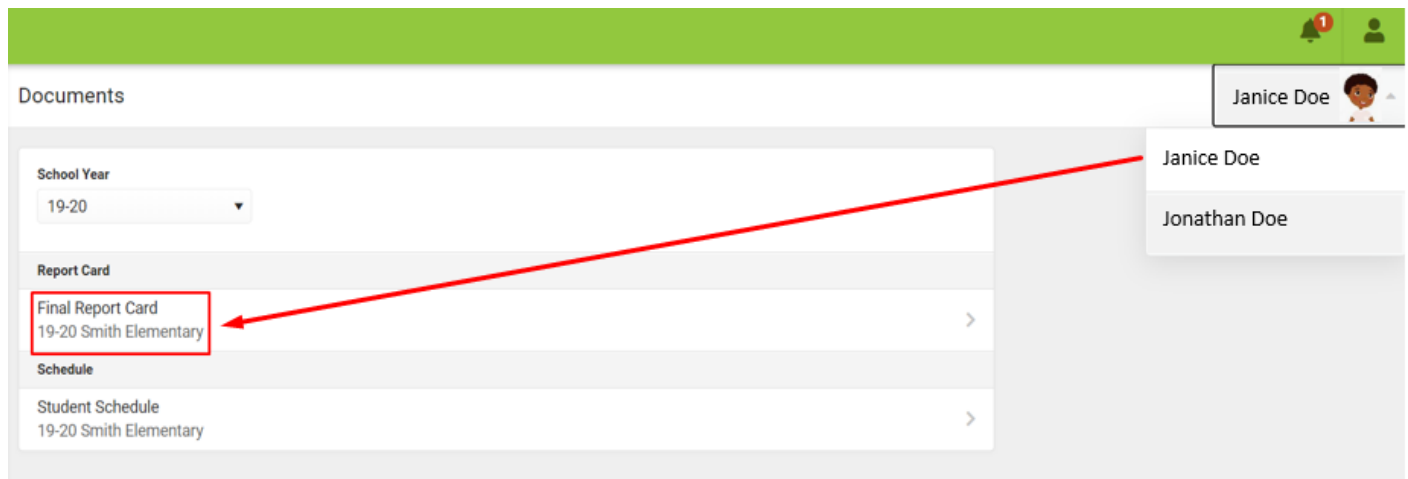 1
Documents
Janice Doe
Janice Doe
Jonathan Doe
School Year
19-20
Report Card
Final Report Card
19-20 Smith Elementary
Schedule
Student Schedule
19-20 Smith Elementary